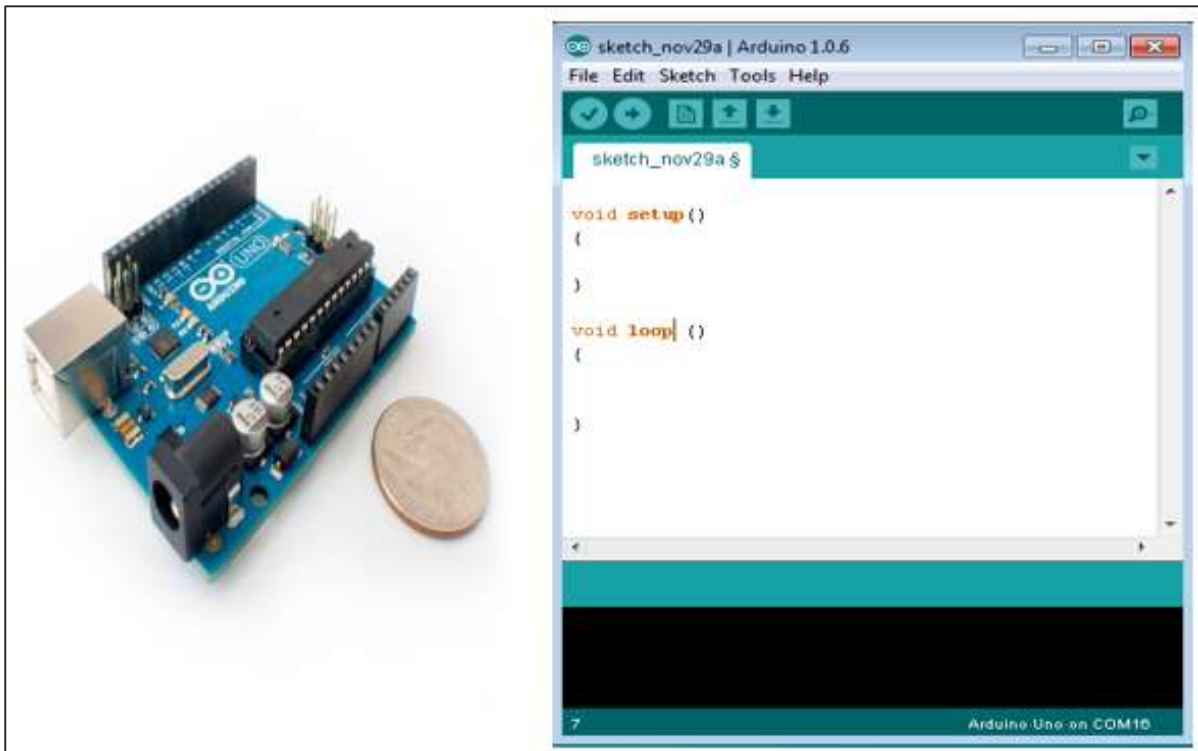 UNO
sketch_nov29a | Arduino 1.0.6
File Edit Sketch Tools Help
sketch_nov29a §
void setup()
{
}
void loop ()
{
}
7
Arduino Uno on COM16